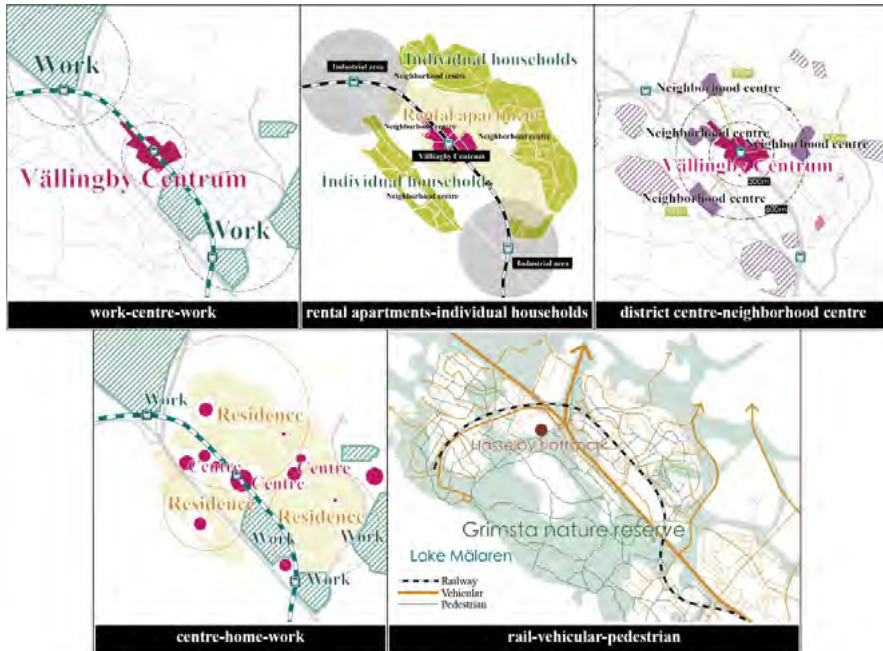 Work
Vällingby Centrum
Work
work-centre-work
Individual households
Industrial area
Neighborhood centre
Rental apartment
Neighborhood centre
Neighborhood centre
Vällingby Centrum
Individual households
Neighborhood centre
Industrial area
rental apartments-individual households
Neighborhood centre
Neighborhood centre
Neighborhood centre
Vällingby Centrum
300m
Neighborhood centre
600m
district centre-neighborhood centre
Work
Residence
Centre
Centre
Centre
Residence
Residence
Work
Work
Work
centre-home-work
Grimsta nature reserve
Lake Mälaren
Railway
Vehicular
Pedestrian
rail-vehicular-pedestrian